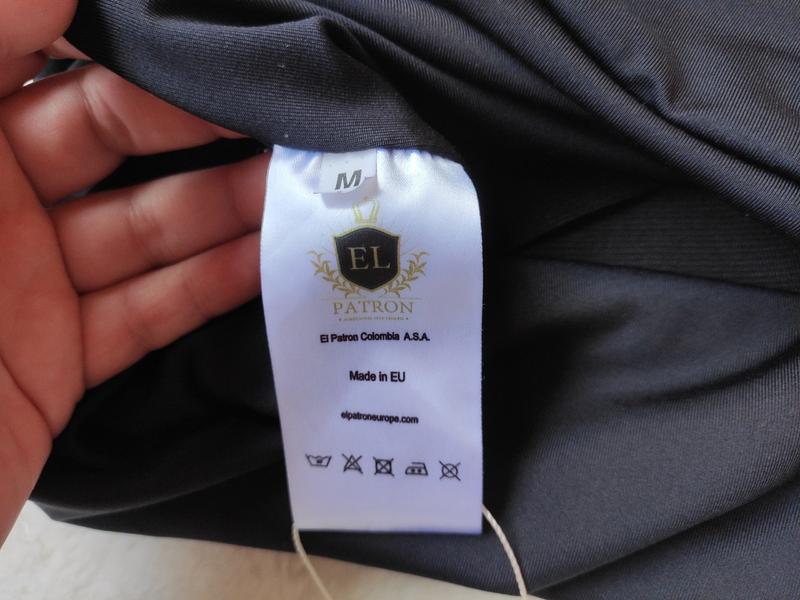 M
EL
PATRON
El Patron Colombia A.S.A.
Made in EU
elpatroneurope.com